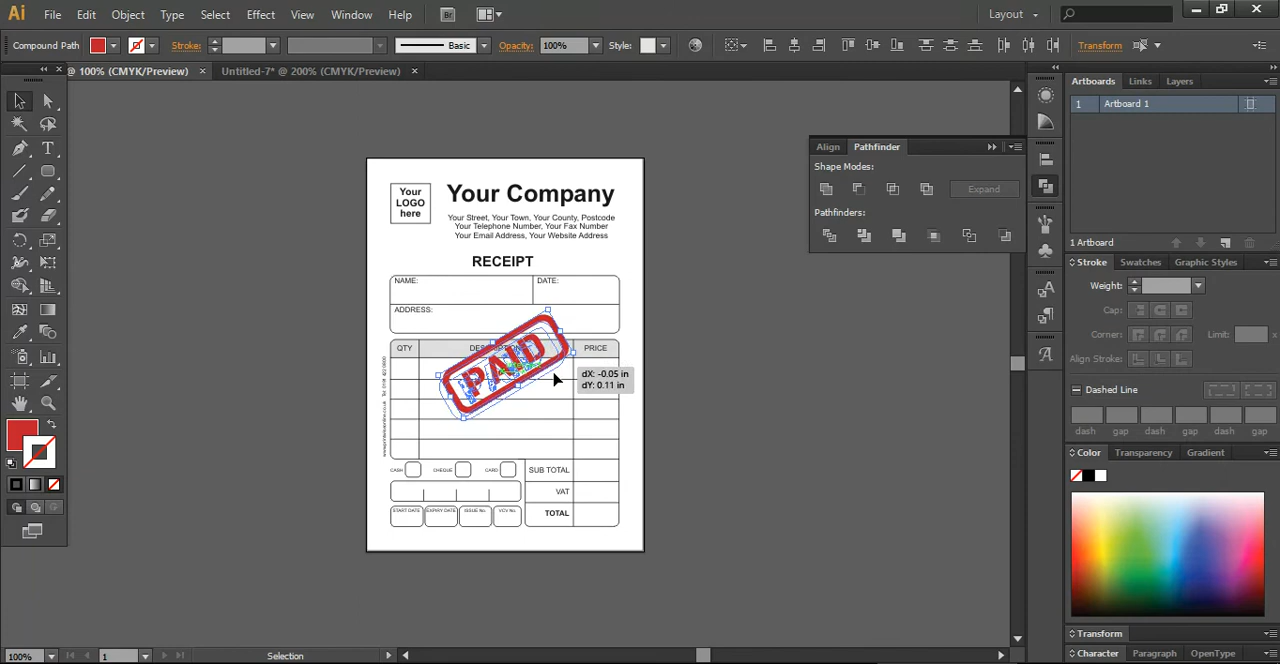 Ai File Edit Object Type Select Effect View Window Help Br Layout
Compound Path Stroke: Basic Opacity: 100% Style: Transform
@ 100% (CMYK/Preview) × Untitled-7* @ 200% (CMYK/Preview) ×
Artboards Links Layers
1 Artboard 1
Align Pathfinder
Shape Modes:
Expand
Pathfinders:
1 Artboard
Stroke Swatches Graphic Styles
Weight:
Cap:
Corner: Limit:
Align Stroke:
Dashed Line
dash gap dash gap dash gap
Color Transparency Gradient
Transform
Character Paragraph OpenType
Your
LOGO
here
Your Company
Your Street, Your Town, Your County, Postcode
Your Telephone Number, Your Fax Number
Your Email Address, Your Website Address
RECEIPT
NAME: DATE:
ADDRESS:
QTY PRICE
PAID
dX: -0.05 in
dY: 0.11 in
CASH CHEQUE CARD SUB TOTAL
VAT
START DATE EXPIRY DATE ISSUE No. VCV No. TOTAL
100% 1 Selection